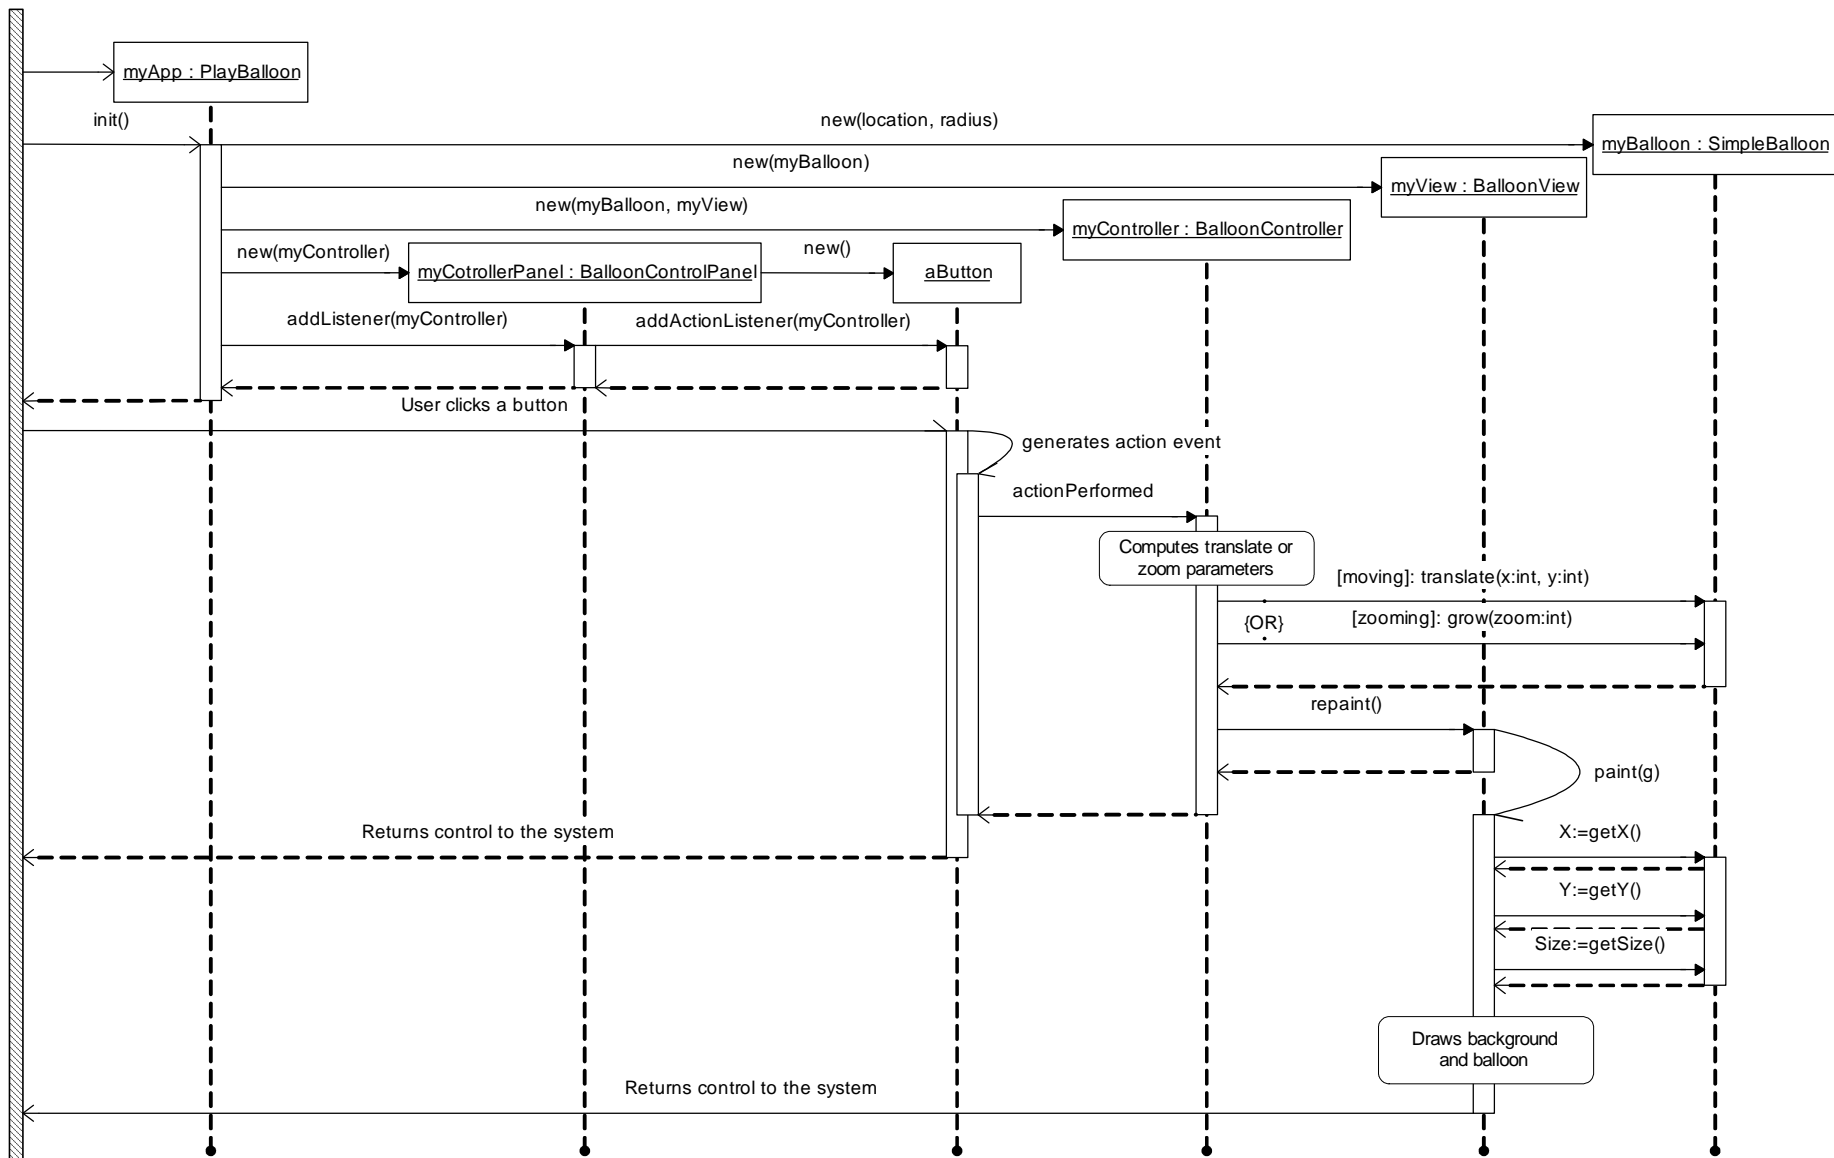 myApp : PlayBalloon
init()
new(location, radius)
myBalloon : SimpleBalloon
new(myBalloon)
myView : BalloonView
new(myBalloon, myView)
myController : BalloonController
new(myController)
myCotrollerPanel : BalloonControlPanel
new()
aButton
addListener(myController)
addActionListener(myController)
User clicks a button
generates action event
actionPerformed
Computes translate or
zoom parameters
[moving]: translate(x:int, y:int)
{OR}
[zooming]: grow(zoom:int)
repaint()
paint(g)
Returns control to the system
X:=getX()
Y:=getY()
Size:=getSize()
Draws background
and balloon
Returns control to the system